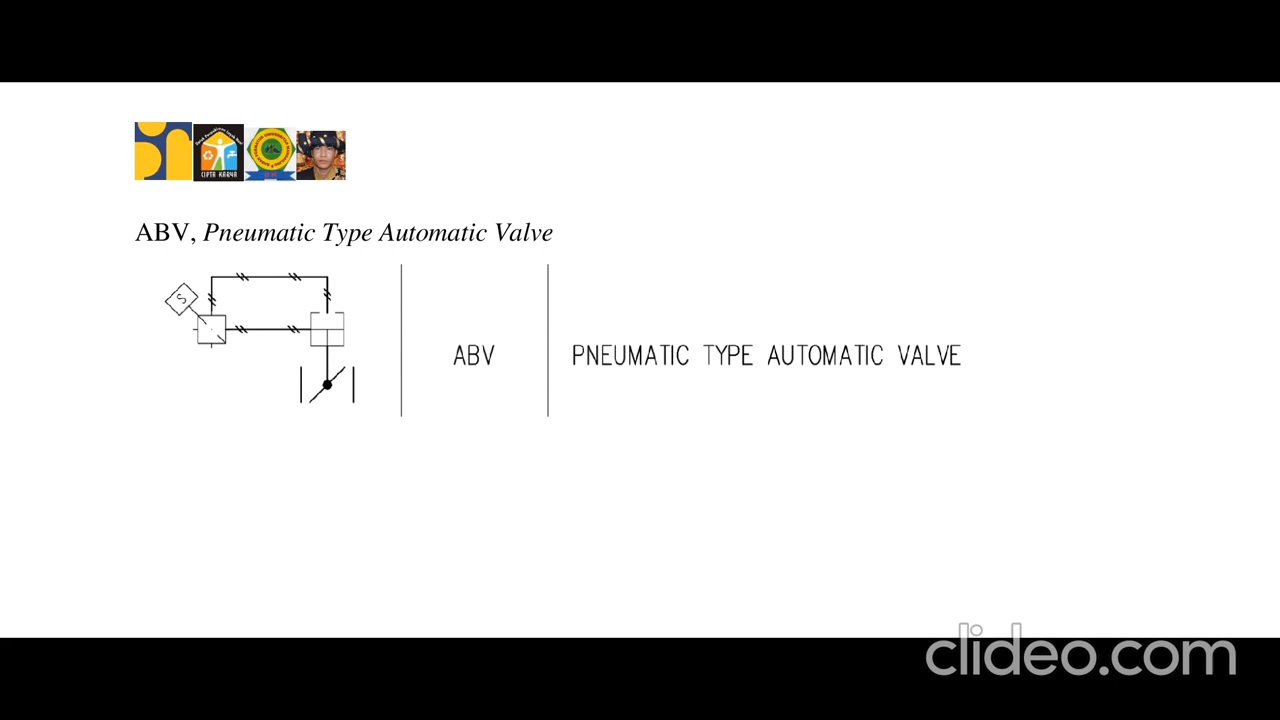 CIPTA KARYA
ABV, Pneumatic Type Automatic Valve
S
ABV
PNEUMATIC TYPE AUTOMATIC VALVE
clideo.com